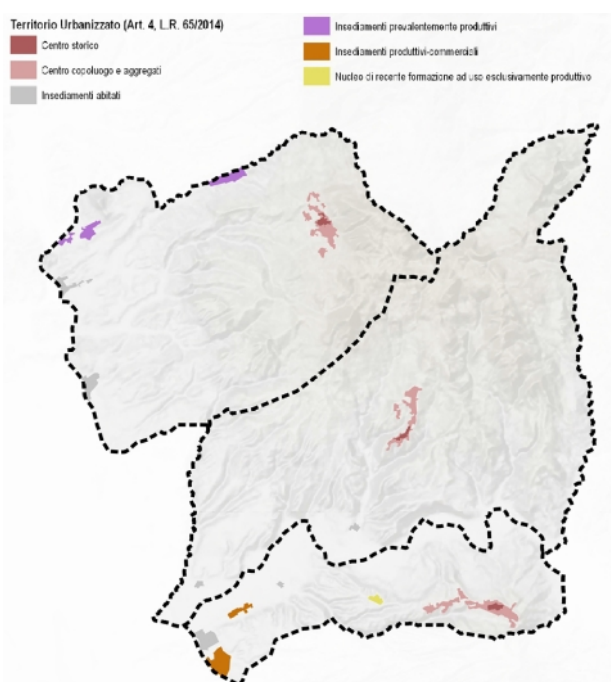 Territorio Urbanizzato (Art. 4, L.R. 65/2014)
Centro storico
Centro copoluogo e aggregati
Insediamenti abitati
Insediamenti prevalentemente produttivi
Insediamenti produttivi-commerciali
Nucleo di recente formazione ad uso esclusivamente produttivo